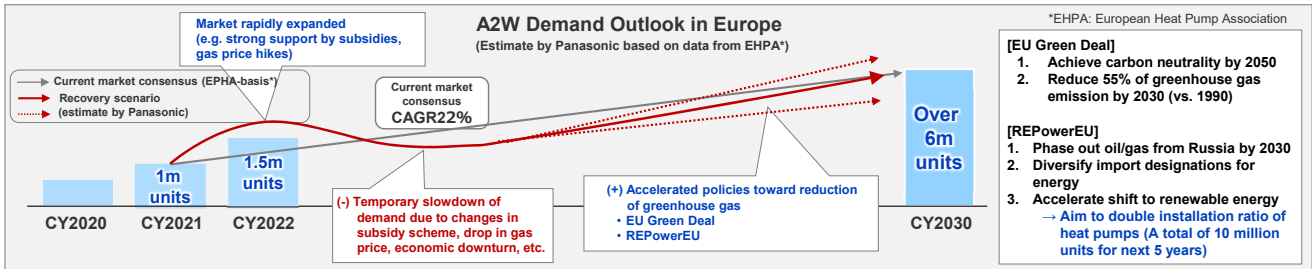 A2W Demand Outlook in Europe
(Estimate by Panasonic based on data from EHPA*)
*EHPA: European Heat Pump Association
Market rapidly expanded
(e.g. strong support by subsidies,
gas price hikes)
Current market consensus (EPHA-basis*)
Recovery scenario
(estimate by Panasonic)
Current market
consensus
CAGR22%
1m
units
1.5m
units
Over
6m
units
(-) Temporary slowdown of
demand due to changes in
subsidy scheme, drop in gas
price, economic downturn, etc.
(+) Accelerated policies toward reduction
of greenhouse gas
• EU Green Deal
• REPowerEU
CY2020
CY2021
CY2022
CY2030
[EU Green Deal]
1. Achieve carbon neutrality by 2050
2. Reduce 55% of greenhouse gas
emission by 2030 (vs. 1990)
[REPowerEU]
1. Phase out oil/gas from Russia by 2030
2. Diversify import designations for
energy
3. Accelerate shift to renewable energy
→ Aim to double installation ratio of
heat pumps (A total of 10 million
units for next 5 years)